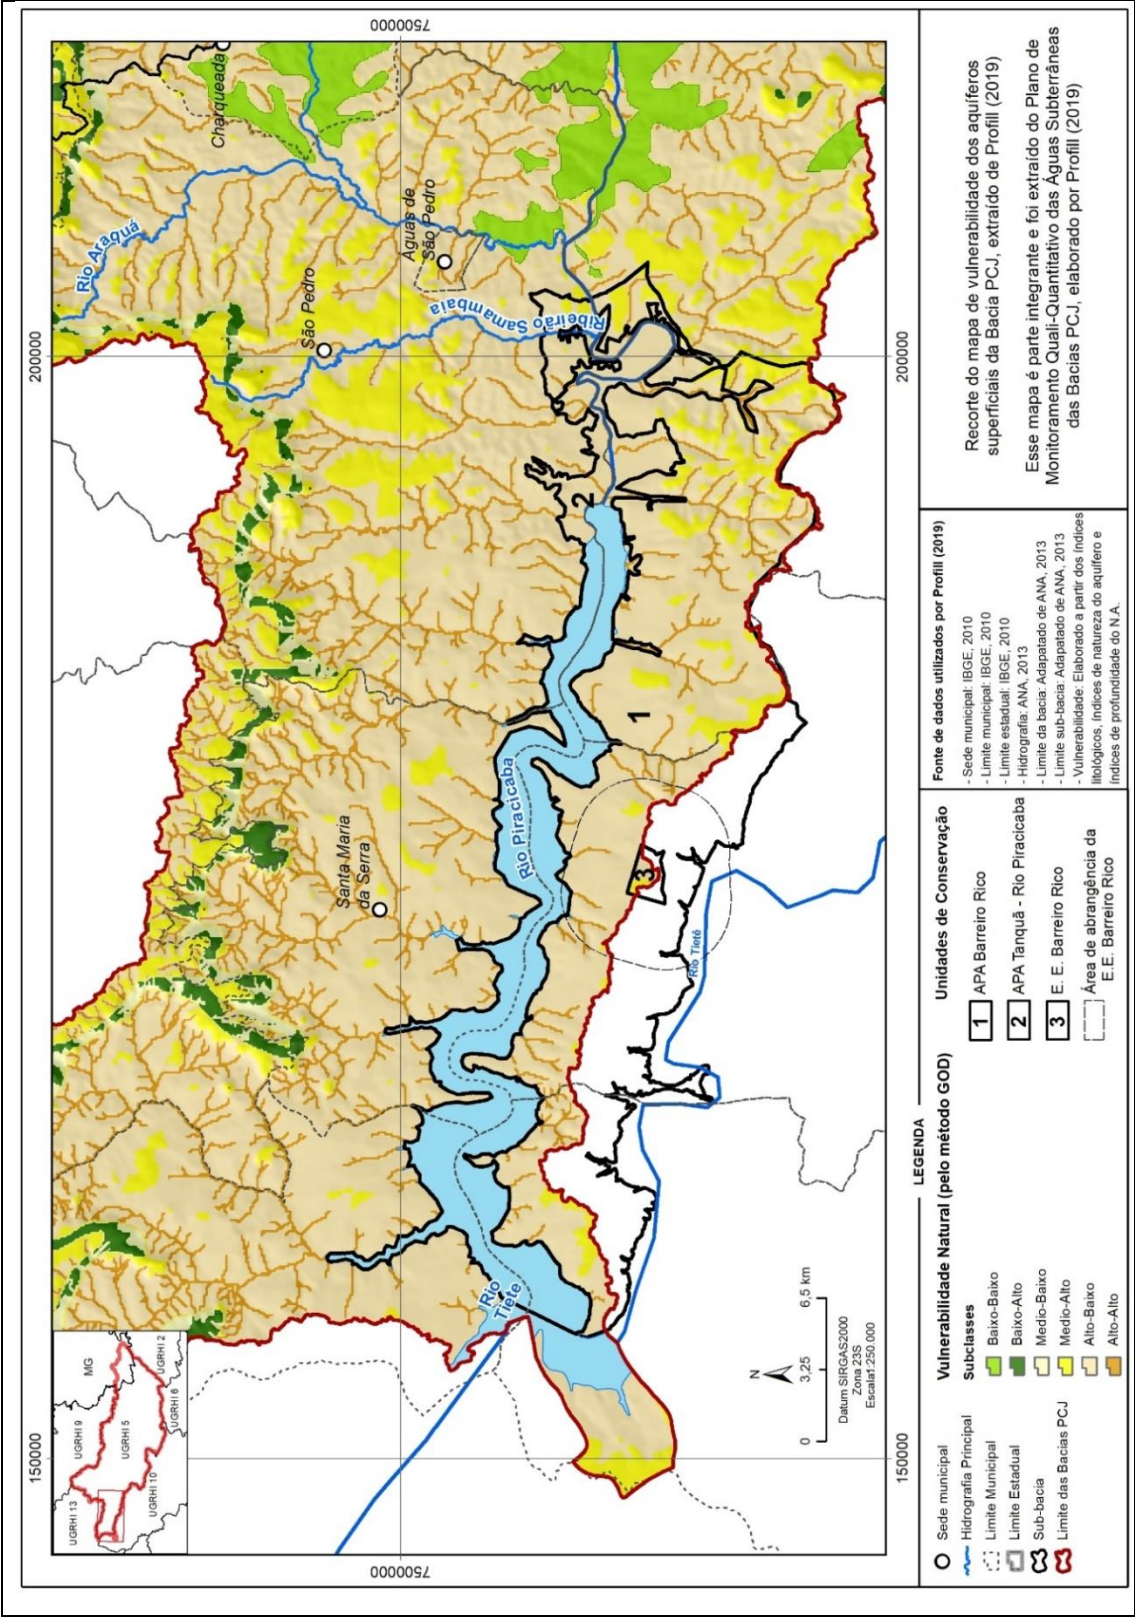 150000
200000
7500000
7500000
150000
200000
MG
UGRHI 13
UGRHI 9
UGRHI 5
UGRHI 10
UGRHI 6
UGRHI 2
Rio Araquá
Charqueada
São Pedro
Águas de
São Pedro
Ribeirão Samambaia
Santa Maria
da Serra
Rio Piracicaba
Rio
Tietê
Rio Tietê
1
2
3
N
0
3,25
6,5 km
Datum SIRGAS2000
Zona 23S
Escala1:250.000
LEGENDA
Sede municipal
Hidrografia Principal
Limite Municipal
Limite Estadual
Sub-bacia
Limite das Bacias PCJ
Vulnerabilidade Natural (pelo método GOD)
Subclasses
Baixo-Baixo
Baixo-Alto
Medio-Baixo
Medio-Alto
Alto-Baixo
Alto-Alto
Unidades de Conservação
1 APA Barreiro Rico
2 APA Tanquã - Rio Piracicaba
3 E. E. Barreiro Rico
Área de abrangência da
E.E. Barreiro Rico
Fonte de dados utilizados por Profill (2019)
- Sede municipal: IBGE, 2010
- Limite municipal: IBGE, 2010
- Limite estadual: IBGE, 2010
- Hidrografia: ANA, 2013
- Limite da bacia: Adapatado de ANA, 2013
- Limite sub-bacia: Adapatado de ANA, 2013
- Vulnerabilidade: Elaborado a partir dos índices
litológicos, índices de natureza do aquífero e
índices de profundidade do N.A.
Recorte do mapa de vulnerabilidade dos aquíferos
superficiais da Bacia PCJ, extraído de Profill (2019)
Esse mapa é parte integrante e foi extraído do Plano de
Monitoramento Quali-Quantitativo das Águas Subterrâneas
das Bacias PCJ, elaborado por Profill (2019)